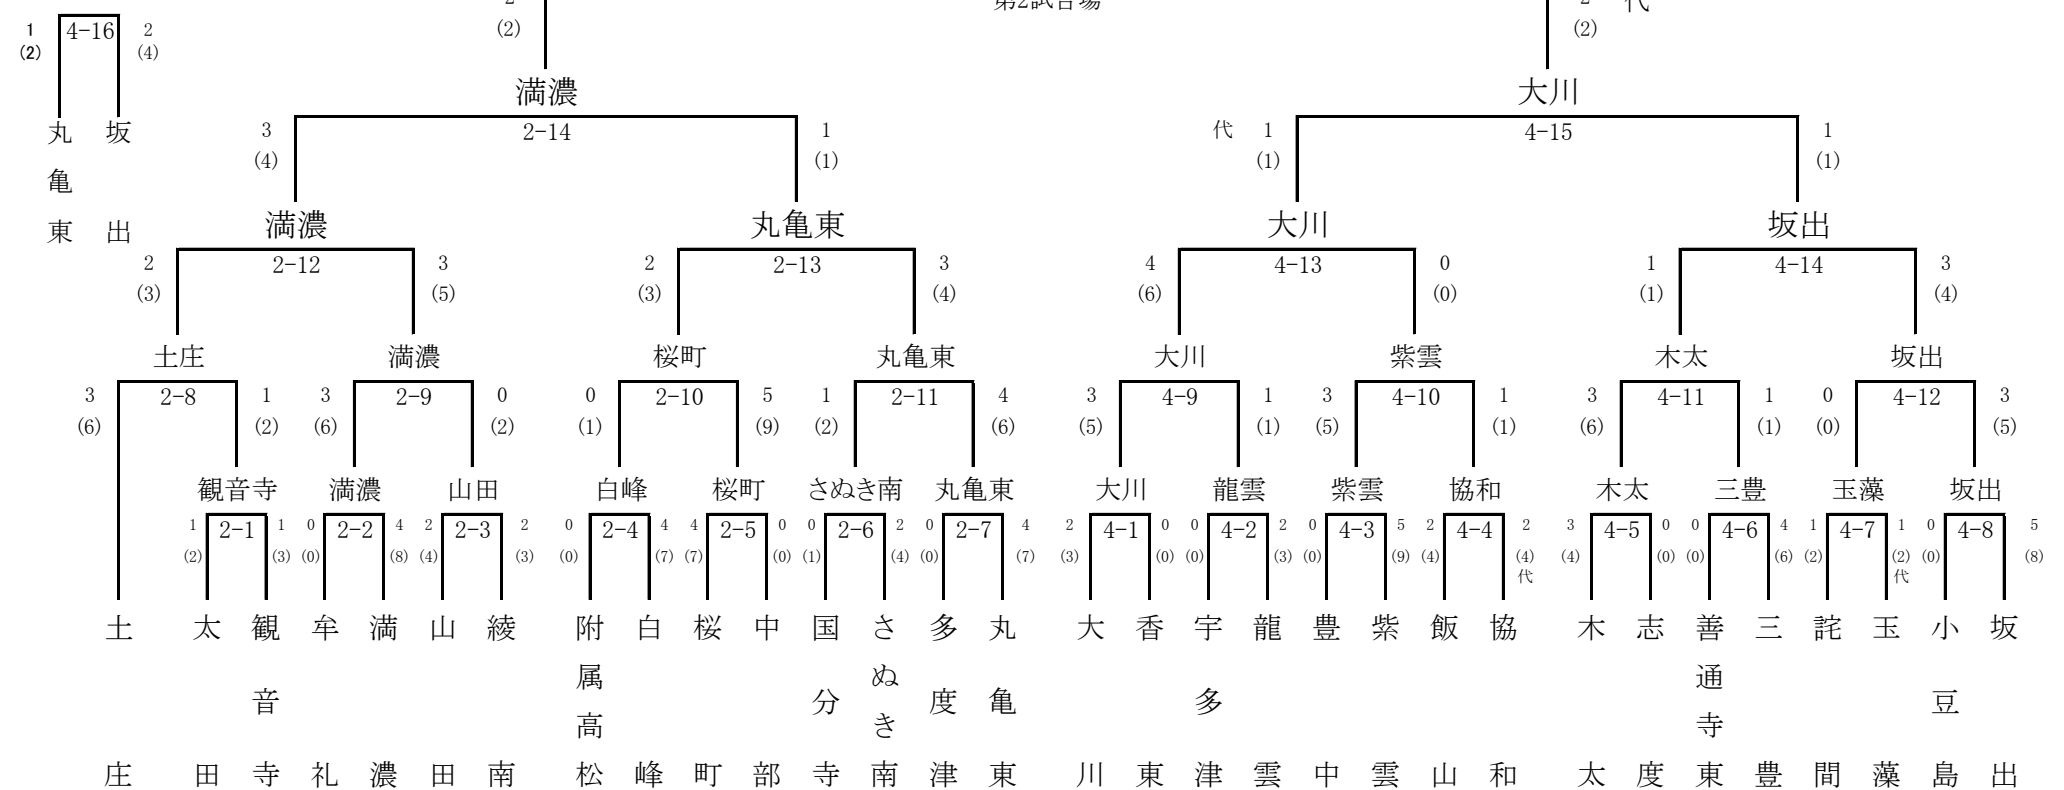 第2試合場
2 2 代
(2) (2)
1 4-16 2
(2) (4)
丸亀東 坂出
満濃 大川
3 2-14 1 代 1 4-15 1
(4) (1) (1) (1)
満濃 丸亀東 大川 坂出
2 2-12 3 2 2-13 3 4 4-13 0 1 4-14 3
(3) (5) (3) (4) (6) (0) (1) (4)
土庄 満濃 桜町 丸亀東 大川 紫雲 木太 坂出
3 2-8 1 3 2-9 0 0 2-10 5 1 2-11 4 3 4-9 1 3 4-10 1 3 4-11 1 0 4-12 3
(6) (2) (6) (2) (1) (9) (2) (6) (5) (1) (5) (1) (6) (1) (0) (5)
観音寺 満濃 山田 白峰 桜町 さぬき南 丸亀東 大川 龍雲 紫雲 協和 木太 三豊 玉藻 坂出
1 2-1 1 0 2-2 4 2 2-3 2 0 2-4 4 4 2-5 0 0 2-6 2 0 2-7 4 2 4-1 0 0 4-2 2 0 4-3 5 2 4-4 2 3 4-5 0 0 4-6 4 1 4-7 1 0 4-8 5
(2) (3) (0) (8) (4) (3) (0) (7) (7) (0) (1) (4) (0) (7) (3) (0) (0) (3) (0) (9) (4) (4) (4) (0) (0) (6) (2) (2) (0) (8)
代 代
土庄 太田 観音寺 牟礼 満濃 山田 綾南 附属高松 白峰 桜町 中部 国分寺 さぬき南 多度津 丸亀東 大川 香東 宇多津 龍雲 豊中 紫雲 飯山 協和 木太 志度 善通寺東 三豊 詫間 玉藻 小豆島 坂出